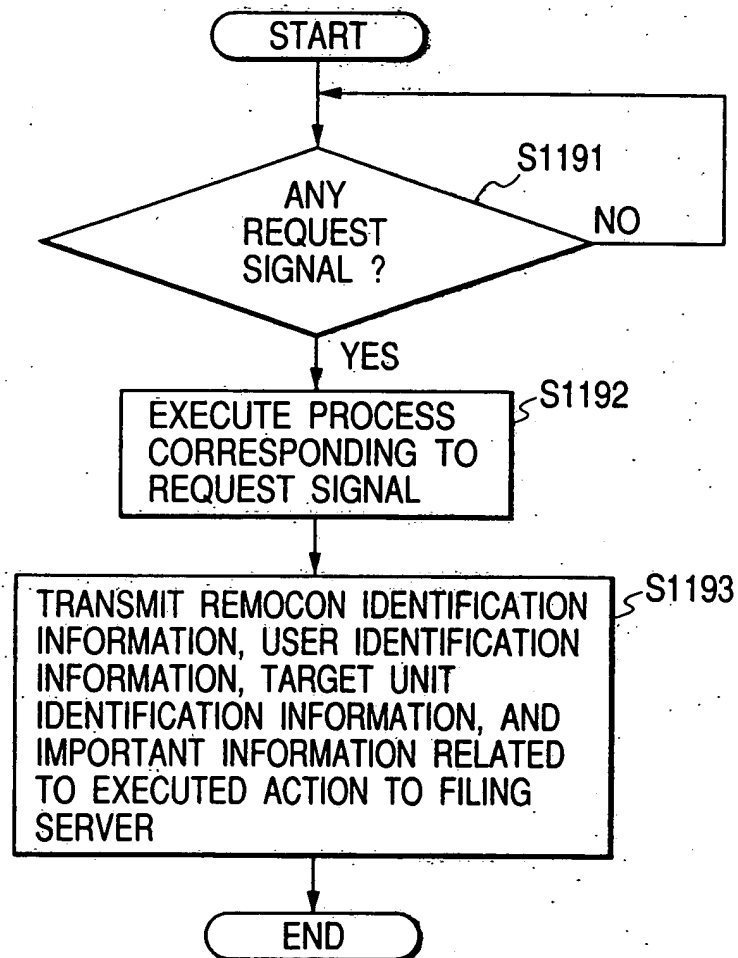 START
S1191
ANY
REQUEST
SIGNAL ?
NO
YES
S1192
EXECUTE PROCESS
CORRESPONDING TO
REQUEST SIGNAL
S1193
TRANSMIT REMOCON IDENTIFICATION
INFORMATION, USER IDENTIFICATION
INFORMATION, TARGET UNIT
IDENTIFICATION INFORMATION, AND
IMPORTANT INFORMATION RELATED
TO EXECUTED ACTION TO FILING
SERVER
END